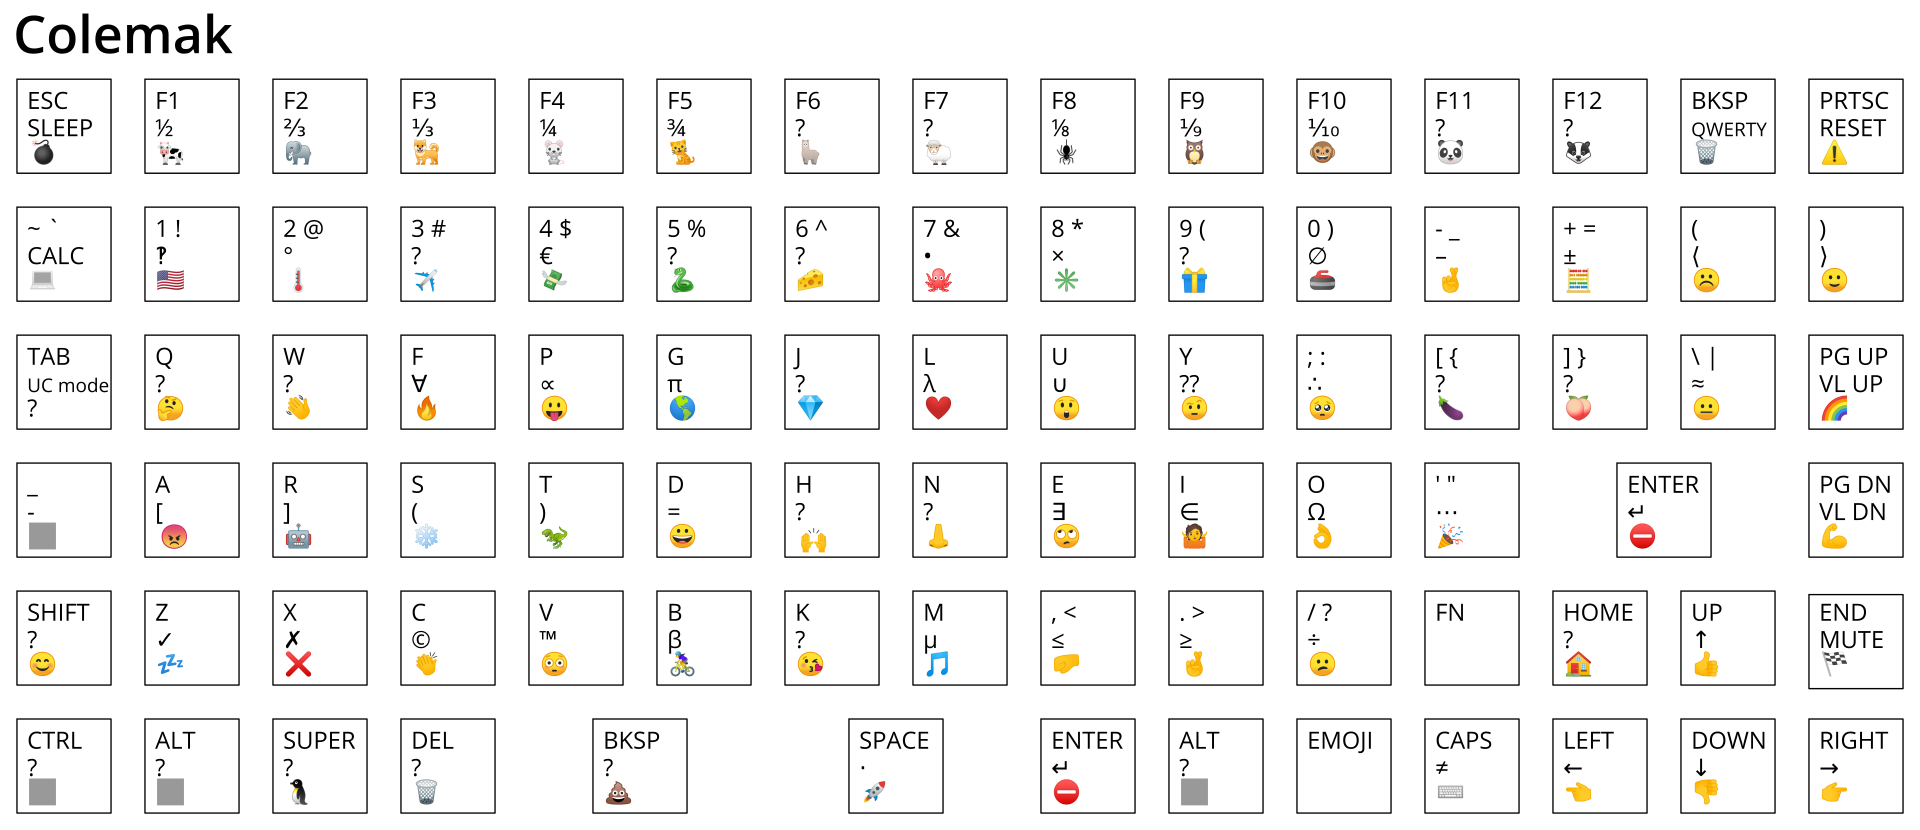 Colemak
ESC F1 F2 F3 F4 F5 F6 F7 F8 F9 F10 F11 F12 BKSP PRTSC
SLEEP ½ ⅔ ⅓ ¼ ¾ ? ? ⅛ ⅑ ⅒ ? ? QWERTY RESET
💣 🐄 🐘 🐕 🐁 🐆 🦙 🐑 🕷 🦉 🐵 🐼 🦡 🗑 ⚠
~ ` 1 ! 2 @ 3 # 4 $ 5 % 6 ^ 7 & 8 * 9 ( 0 ) - _ + = ( )
CALC ‽ ° ? € ? ? • × ? ∅ – ± ⟨ ⟩
💻 🇺🇸 🌡 ✈ 💸 🐍 🧀 🐙 ✳ 🎁 🥌 🤞 🧮 🙁 🙂
TAB Q W F P G J L U Y ; : [ { ] } \ | PG UP
UC mode ? ? ∀ ∝ π ? λ ∪ ?? ∴ ? ? ≈ VL UP
? 🤔 👋 🔥 😛 🌎 💎 ❤ 😲 🤨 🥺 🍆 🍑 😐 🌈
_ A R S T D H N E I O ' " ENTER PG DN
- [ ] ( ) = ? ? ∃ ∈ Ω … ↵ VL DN
😡 🤖 ❄ 🦖 😀 🙌 👃 🙄 🤷 👌 🎉 ⛔ 💪
SHIFT Z X C V B K M , < . > / ? FN HOME UP END
? ✓ ✗ © ™ β ? µ ≤ ≥ ÷ ? ↑ MUTE
😊 💤 ❌ 👏 😳 🚴 😘 🎵 🤛 🤞 😕 🏠 👍 🏁
CTRL ALT SUPER DEL BKSP SPACE ENTER ALT EMOJI CAPS LEFT DOWN RIGHT
? ? ? ? ? · ↵ ? ≠ ← ↓ →
🐧 🗑 💩 🚀 ⛔ ⌨ 👈 👎 👉